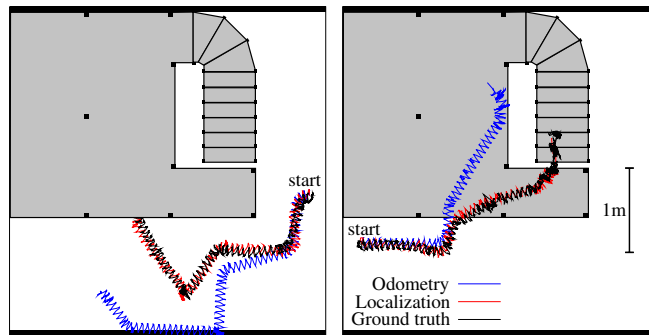 start
start
1m
Odometry
Localization
Ground truth